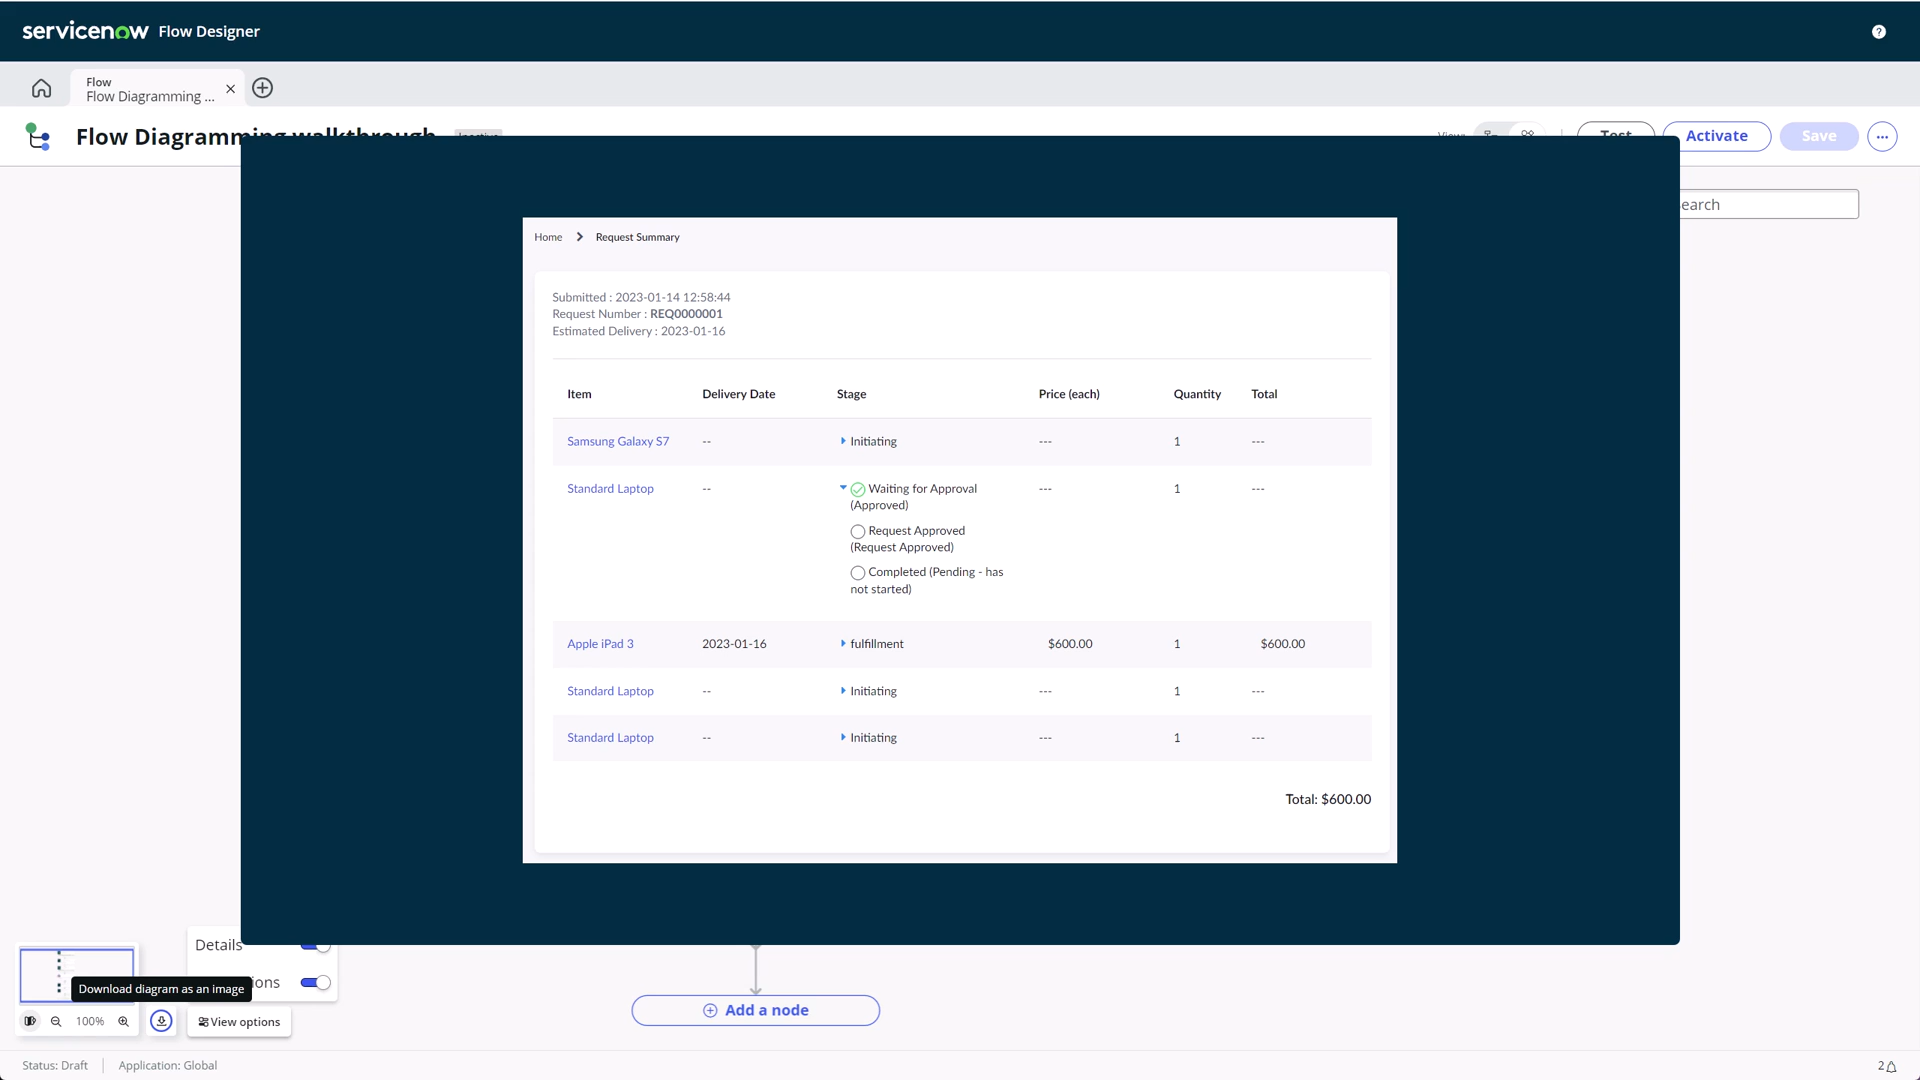 servicenow Flow Designer
Flow
Flow Diagramming ...
Flow Diagramming walkthrough Inactive
View: Test Activate Save
Home Request Summary
earch
Submitted : 2023-01-14 12:58:44
Request Number : REQ0000001
Estimated Delivery : 2023-01-16
Item Delivery Date Stage Price (each) Quantity Total
Samsung Galaxy S7 -- Initiating --- 1 ---
Standard Laptop -- Waiting for Approval --- 1 ---
(Approved)
Request Approved
(Request Approved)
Completed (Pending - has
not started)
Apple iPad 3 2023-01-16 fulfillment $600.00 1 $600.00
Standard Laptop -- Initiating --- 1 ---
Standard Laptop -- Initiating --- 1 ---
Total: $600.00
Details
ions
Download diagram as an image
100%
View options
Add a node
Status: Draft Application: Global
2